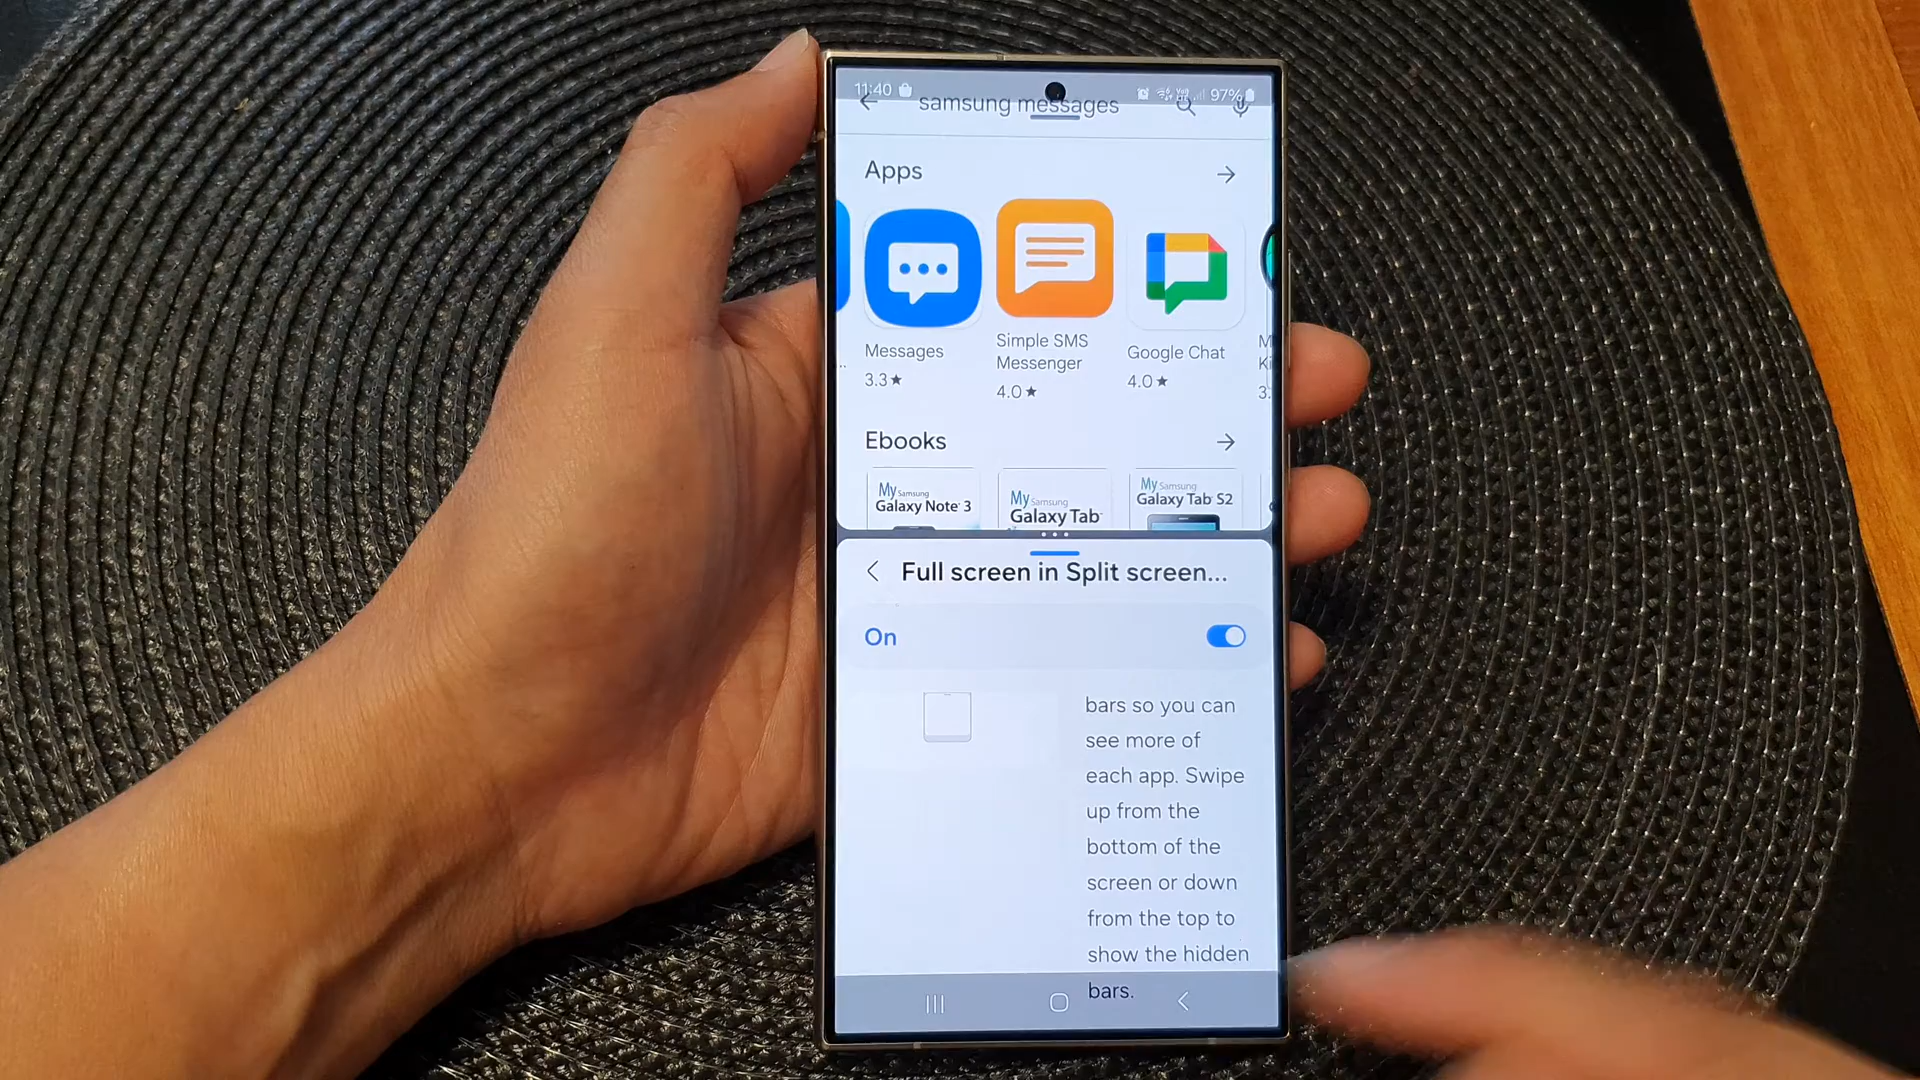 11:40
97%
samsung messages
Apps
Messages
3.3★
Simple SMS
Messenger
4.0★
Google Chat
4.0★
M
Ki
3.
Ebooks
My Samsung
Galaxy Note 3
My Samsung
Galaxy Tab
My Samsung
Galaxy Tab S2
Full screen in Split screen...
On
bars so you can
see more of
each app. Swipe
up from the
bottom of the
screen or down
from the top to
show the hidden
bars.